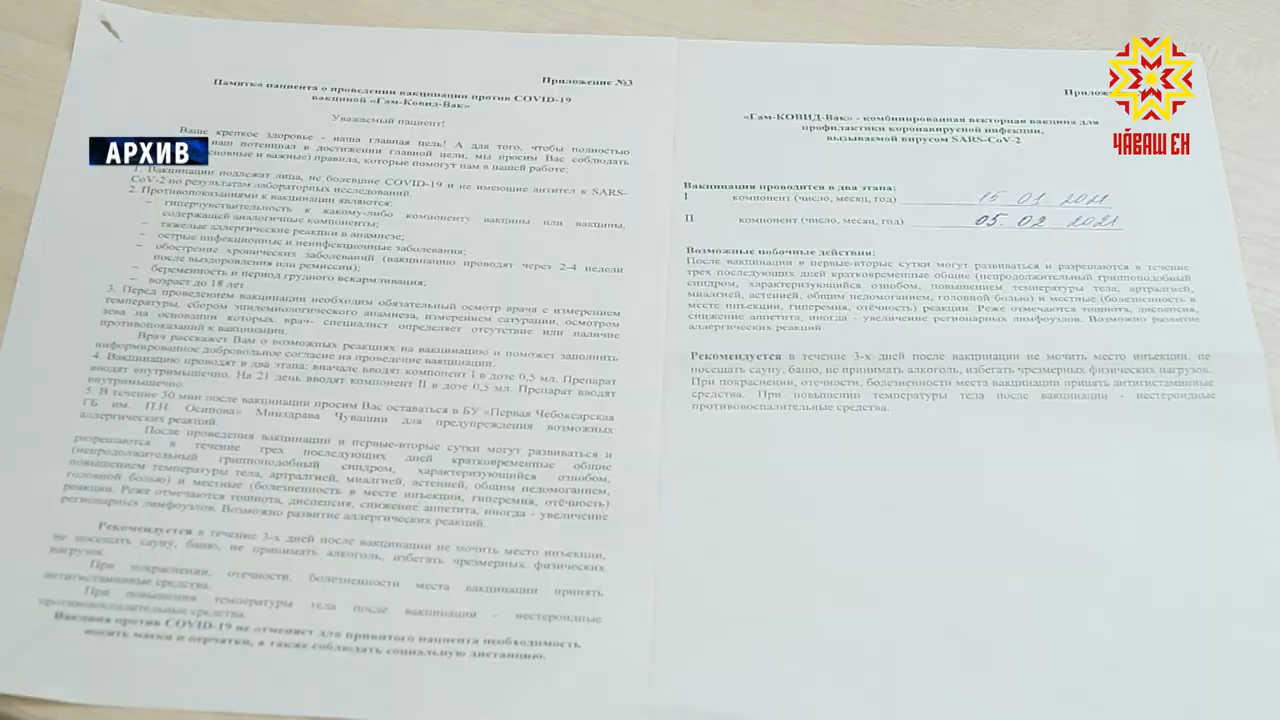 Приложение №3
Памятка пациента о проведении вакцинации против COVID-19
вакциной «Гам-Ковид-Вак»
Уважаемый пациент!
Ваше крепкое здоровье - наша главная цель! А для того, чтобы полностью
наш потенциал в достижении главной цели, мы просим Вас соблюдать
основные и важные) правила, которые помогут нам в нашей работе:
1. Вакцинации подлежат лица, не болевшие COVID-19 и не имеющие антител к SARS-
CoV-2 по результатам лабораторных исследований.
2. Противопоказаниями к вакцинации являются:
– гиперчувствительность к какому-либо компоненту вакцины или вакцины,
содержащей аналогичные компоненты;
– тяжелые аллергические реакции в анамнезе;
– острые инфекционные и неинфекционные заболевания;
– обострение хронических заболеваний (вакцинацию проводят через 2-4 недели
после выздоровления или ремиссии);
– беременность и период грудного вскармливания;
– возраст до 18 лет
3. Перед проведением вакцинации необходим обязательный осмотр врача с измерением
температуры, сбором эпидемиологического анамнеза, измерением сатурации, осмотром
зева на основании которых врач- специалист определяет отсутствие или наличие
противопоказаний к вакцинации.
Врач расскажет Вам о возможных реакциях на вакцинацию и поможет заполнить
информированное добровольное согласие на проведение вакцинации.
4. Вакцинацию проводят в два этапа: вначале вводят компонент I в дозе 0,5 мл. Препарат
вводят внутримышечно. На 21 день вводят компонент II в дозе 0,5 мл. Препарат вводят
внутримышечно.
5. В течение 30 мин после вакцинации просим Вас оставаться в БУ «Первая Чебоксарская
ГБ им. П.Н. Осипова» Минздрава Чувашии для предупреждения возможных
аллергических реакций.
После проведения вакцинации в первые-вторые сутки могут развиваться и
разрешаются в течение трех последующих дней кратковременные общие
(непродолжительный гриппоподобный синдром, характеризующийся ознобом,
повышением температуры тела, артралгией, миалгией, астенией, общим недомоганием,
головной болью) и местные (болезненность в месте инъекции, гиперемия, отёчность)
реакции. Реже отмечаются тошнота, диспепсия, снижение аппетита, иногда - увеличение
регионарных лимфоузлов. Возможно развитие аллергических реакций.
Рекомендуется в течение 3-х дней после вакцинации не мочить место инъекции,
не посещать сауну, баню, не принимать алкоголь, избегать чрезмерных физических
нагрузок.
При покраснении, отечности, болезненности места вакцинации принять
антигистаминные средства.
При повышении температуры тела после вакцинации - нестероидные
противовоспалительные средства.
Вакцина против COVID-19 не отменяет для привитого пациента необходимость
носить маски и перчатки, а также соблюдать социальную дистанцию.
АРХИВ
«Гам-КОВИД-Вак» - комбинированная векторная вакцина для
профилактики коронавирусной инфекции,
вызываемой вирусом SARS-CoV-2
Вакцинация проводится в два этапа:
I компонент (число, месяц, год) 15 01 2021
II компонент (число, месяц, год) 05. 02 2021
Возможные побочные действия:
После вакцинации в первые-вторые сутки могут развиваться и разрешаются в течение
трех последующих дней кратковременные общие (непродолжительный гриппоподобный
синдром, характеризующийся ознобом, повышением температуры тела, артралгией,
миалгией, астенией, общим недомоганием, головной болью) и местные (болезненность в
месте инъекции, гиперемия, отёчность) реакции. Реже отмечаются тошнота, диспепсия,
снижение аппетита, иногда - увеличение регионарных лимфоузлов. Возможно развитие
аллергических реакций.
Рекомендуется в течение 3-х дней после вакцинации не мочить место инъекции, не
посещать сауну, баню, не принимать алкоголь, избегать чрезмерных физических нагрузок.
При покраснении, отечности, болезненности места вакцинации принять антигистаминные
средства. При повышении температуры тела после вакцинации - нестероидные
противовоспалительные средства.
ЧӐВАШ ЕН